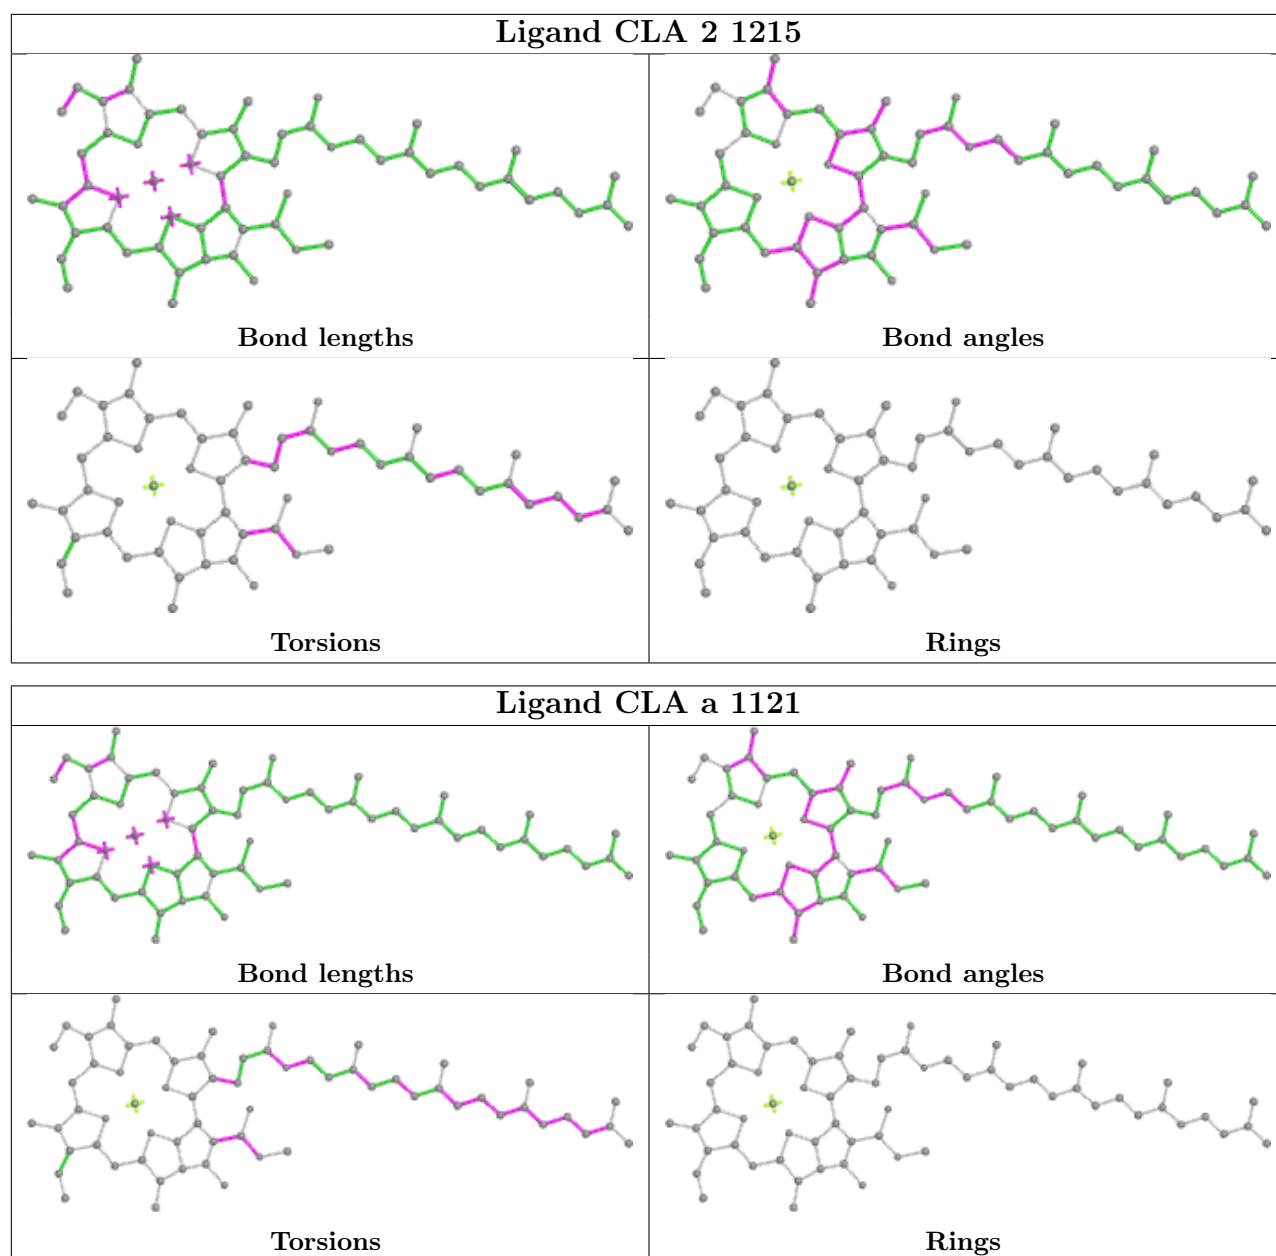 Ligand CLA 2 1215
Bond lengths
Bond angles
Torsions
Rings
Ligand CLA a 1121
Bond lengths
Bond angles
Torsions
Rings